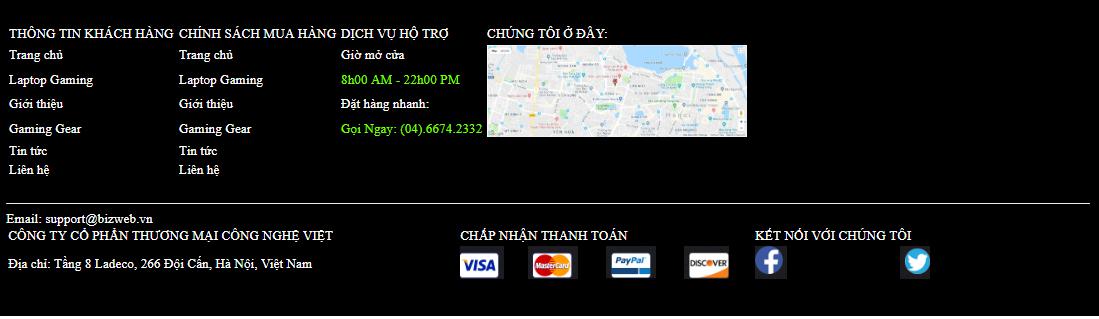 THÔNG TIN KHÁCH HÀNG CHÍNH SÁCH MUA HÀNG DỊCH VỤ HỖ TRỢ CHÚNG TÔI Ở ĐÂY:
Trang chủ Trang chủ Giờ mở cửa
Laptop Gaming Laptop Gaming 8h00 AM - 22h00 PM
Giới thiệu Giới thiệu Đặt hàng nhanh:
Gaming Gear Gaming Gear Gọi Ngay: (04).6674.2332
Tin tức Tin tức
Liên hệ Liên hệ
Email: support@bizweb.vn
CÔNG TY CỔ PHẦN THƯƠNG MẠI CÔNG NGHỆ VIỆT CHẤP NHẬN THANH TOÁN KẾT NỐI VỚI CHÚNG TÔI
Địa chỉ: Tầng 8 Ladeco, 266 Đội Cấn, Hà Nội, Việt Nam VISA MasterCard PayPal DISCOVER